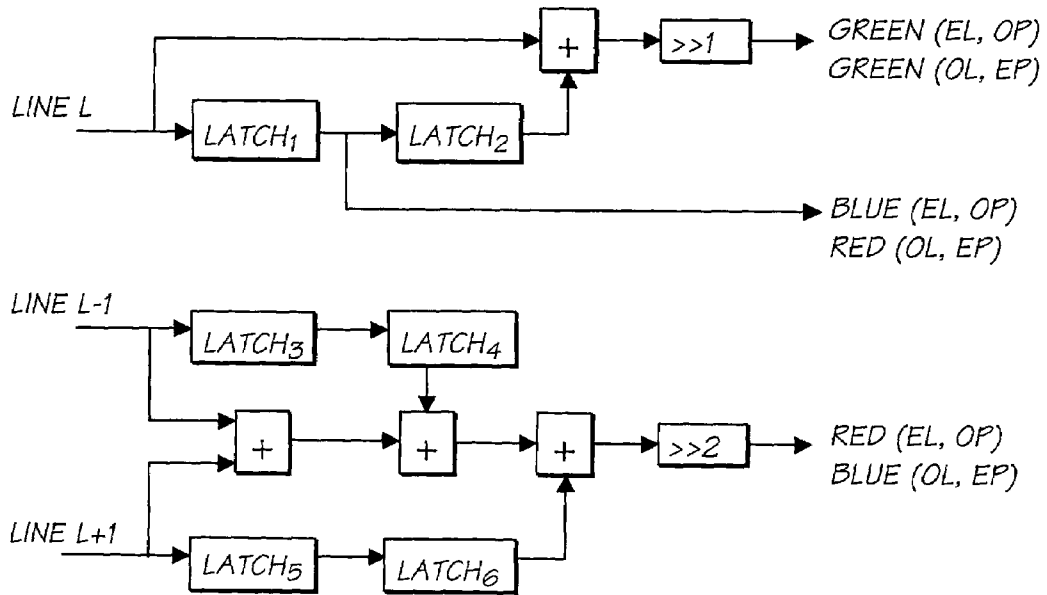 GREEN (EL, OP)
GREEN (OL, EP)
+
>>1
LINE L
LATCH₁
LATCH₂
BLUE (EL, OP)
RED (OL, EP)
LINE L-1
LATCH₃
LATCH₄
+
+
+
>>2
RED (EL, OP)
BLUE (OL, EP)
LINE L+1
LATCH₅
LATCH₆